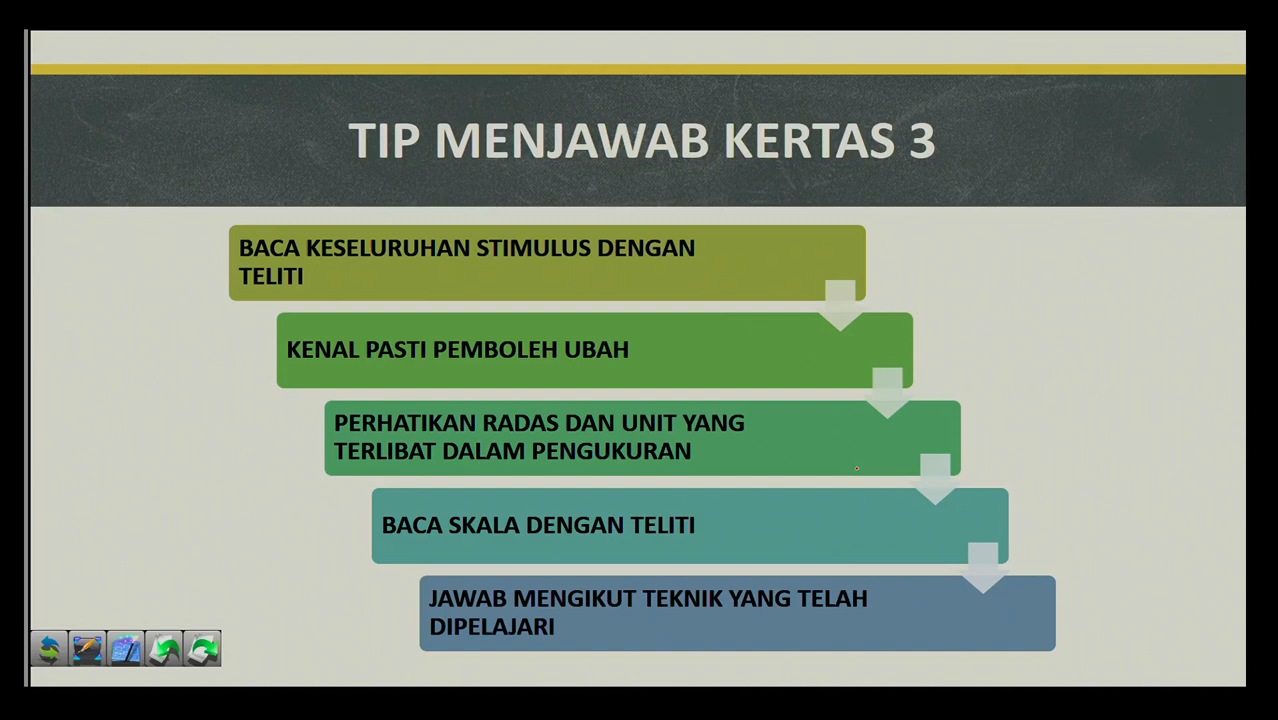 TIP MENJAWAB KERTAS 3
BACA KESELURUHAN STIMULUS DENGAN
TELITI
KENAL PASTI PEMBOLEH UBAH
PERHATIKAN RADAS DAN UNIT YANG
TERLIBAT DALAM PENGUKURAN
BACA SKALA DENGAN TELITI
JAWAB MENGIKUT TEKNIK YANG TELAH
DIPELAJARI